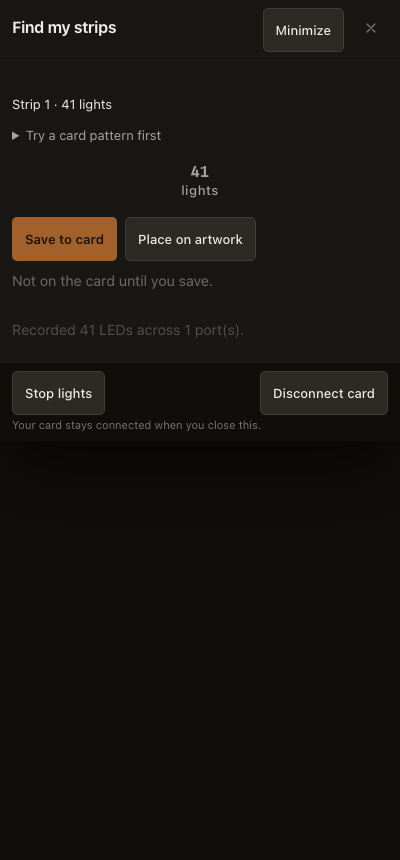 Find my strips
Minimize
×
Strip 1 · 41 lights
▶ Try a card pattern first
41
lights
Save to card
Place on artwork
Not on the card until you save.
Recorded 41 LEDs across 1 port(s).
Stop lights
Disconnect card
Your card stays connected when you close this.